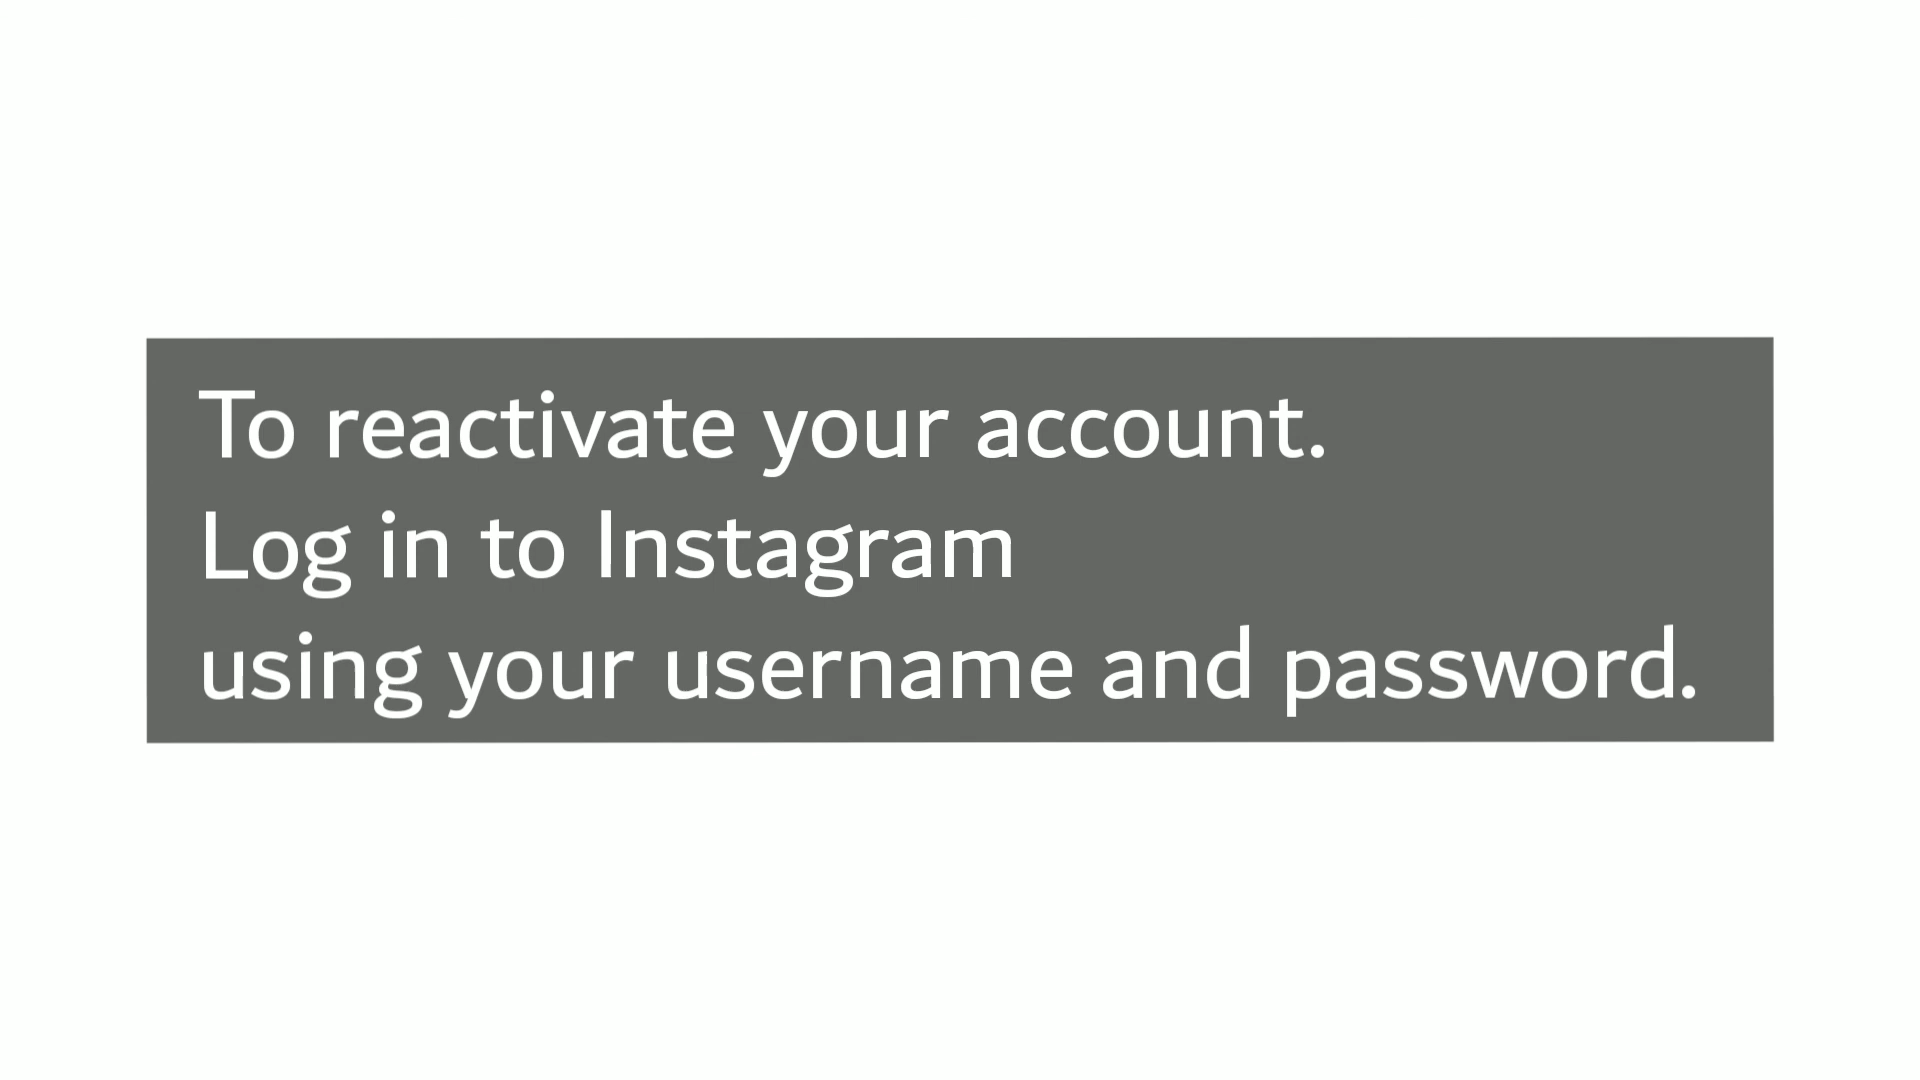 To reactivate your account.
Log in to Instagram
using your username and password.